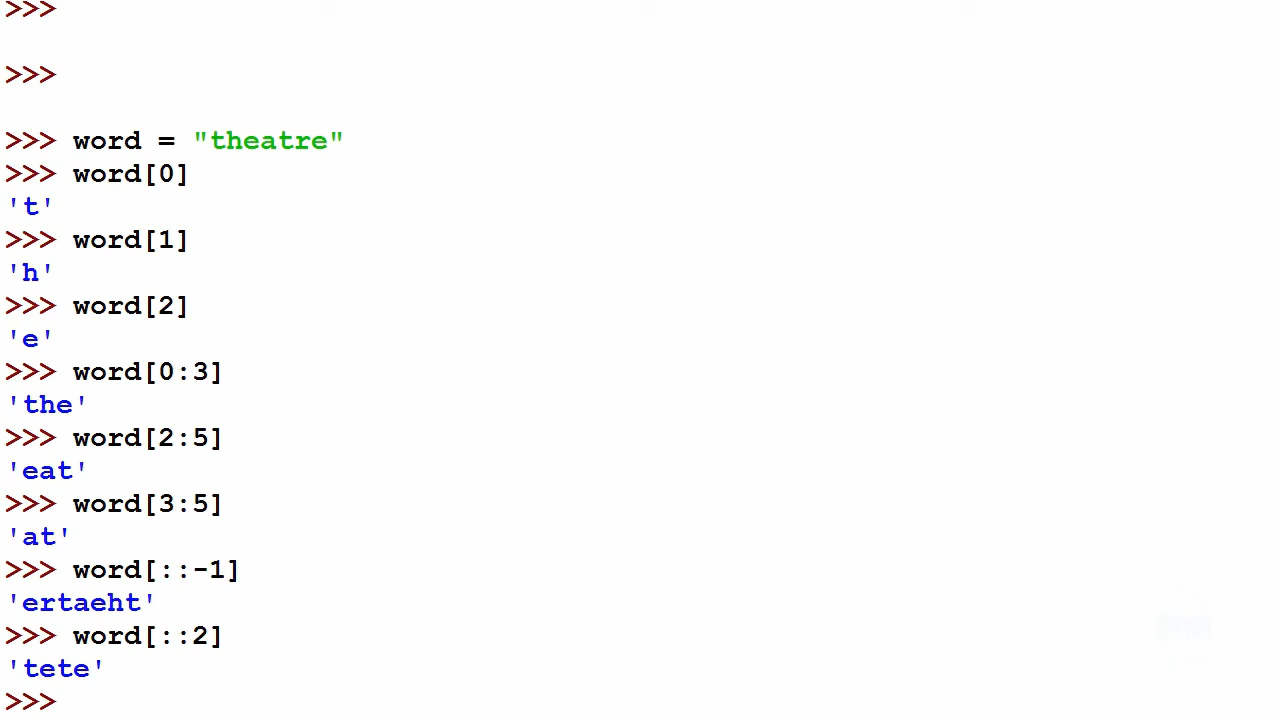 >>>
>>>
>>> word = "theatre"
>>> word[0]
't'
>>> word[1]
'h'
>>> word[2]
'e'
>>> word[0:3]
'the'
>>> word[2:5]
'eat'
>>> word[3:5]
'at'
>>> word[::-1]
'ertaeht'
>>> word[::2]
'tete'
>>>